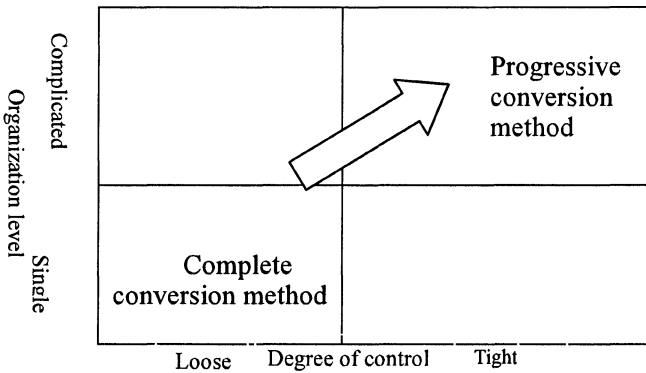 Complicated
Organization level
Single
Progressive
conversion
method
Complete
conversion method
Loose
Degree of control
Tight